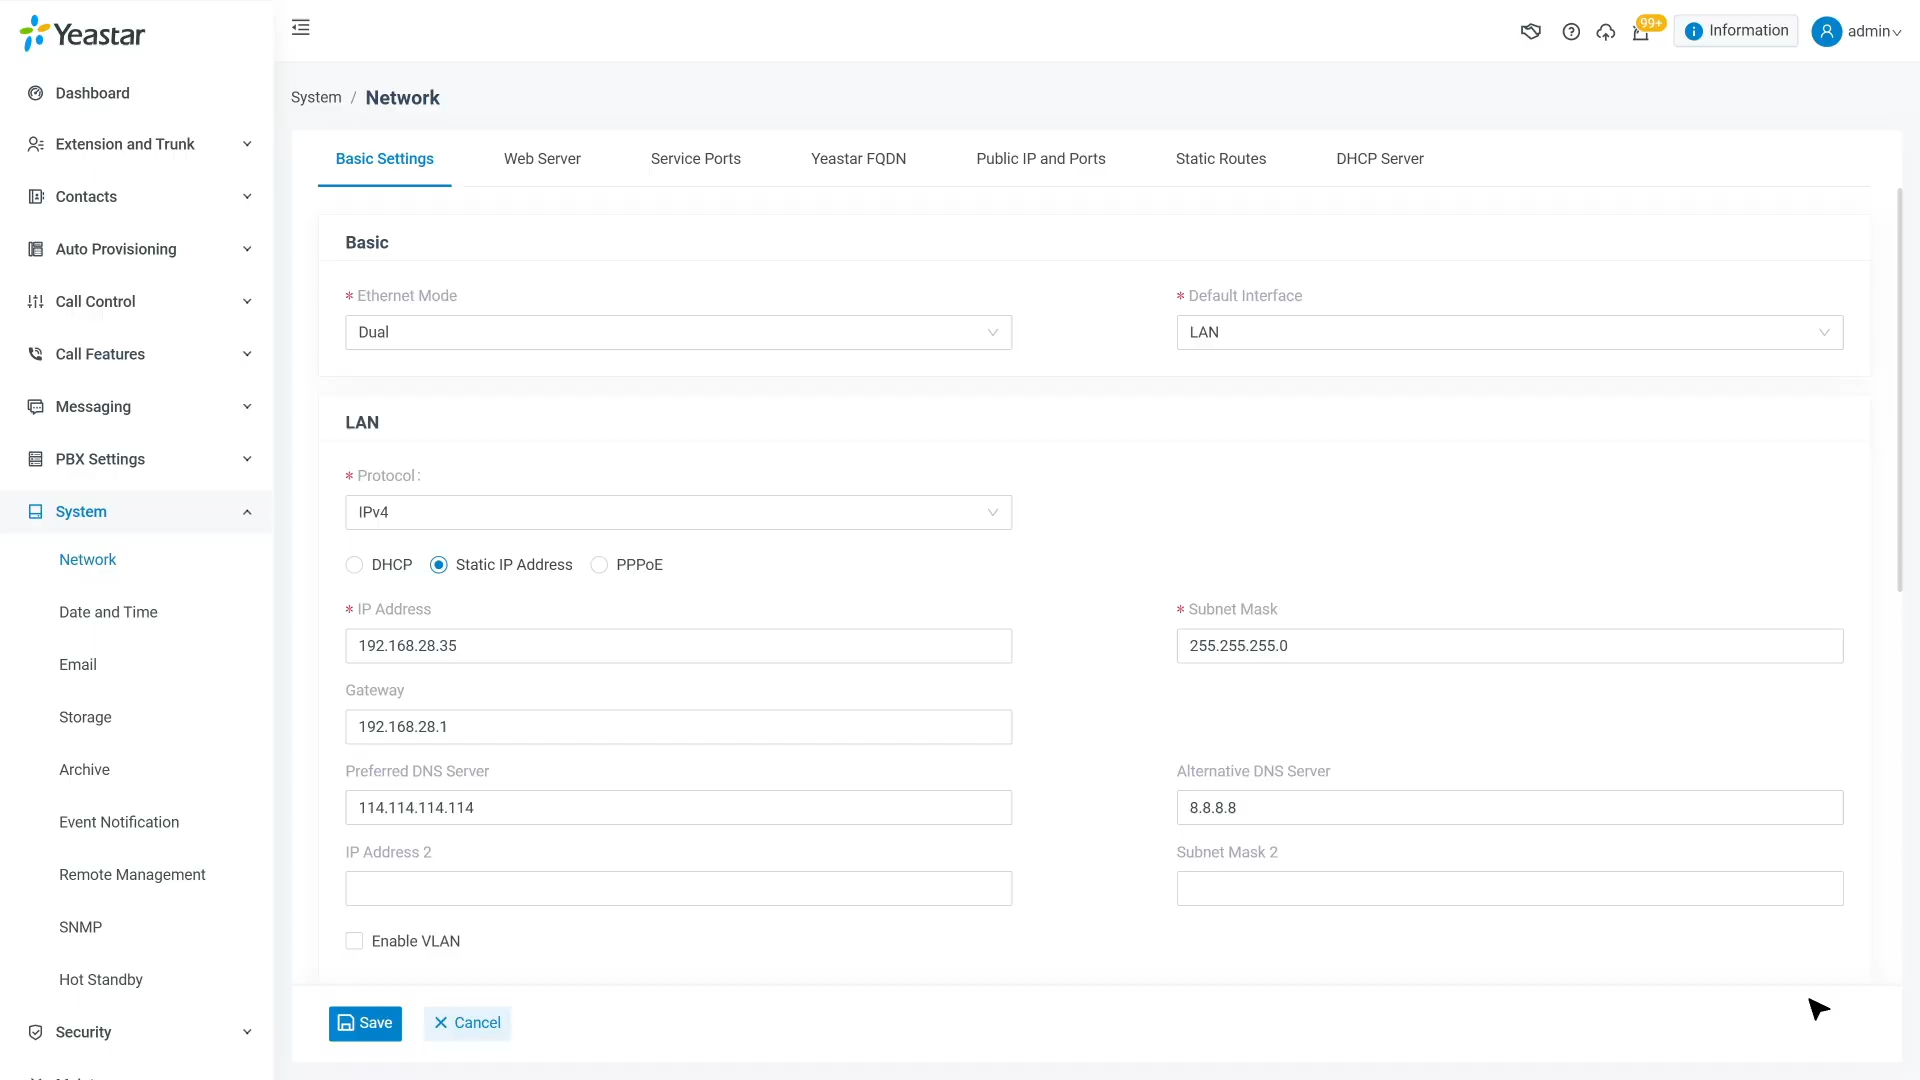 Yeastar
99+
Information
admin
Dashboard
Extension and Trunk
Contacts
Auto Provisioning
Call Control
Call Features
Messaging
PBX Settings
System
Network
Date and Time
Email
Storage
Archive
Event Notification
Remote Management
SNMP
Hot Standby
Security
System / Network
Basic Settings
Web Server
Service Ports
Yeastar FQDN
Public IP and Ports
Static Routes
DHCP Server
Basic
* Ethernet Mode
Dual
* Default Interface
LAN
LAN
* Protocol:
IPv4
DHCP
Static IP Address
PPPoE
* IP Address
192.168.28.35
* Subnet Mask
255.255.255.0
Gateway
192.168.28.1
Preferred DNS Server
114.114.114.114
Alternative DNS Server
8.8.8.8
IP Address 2
Subnet Mask 2
Enable VLAN
Save
Cancel